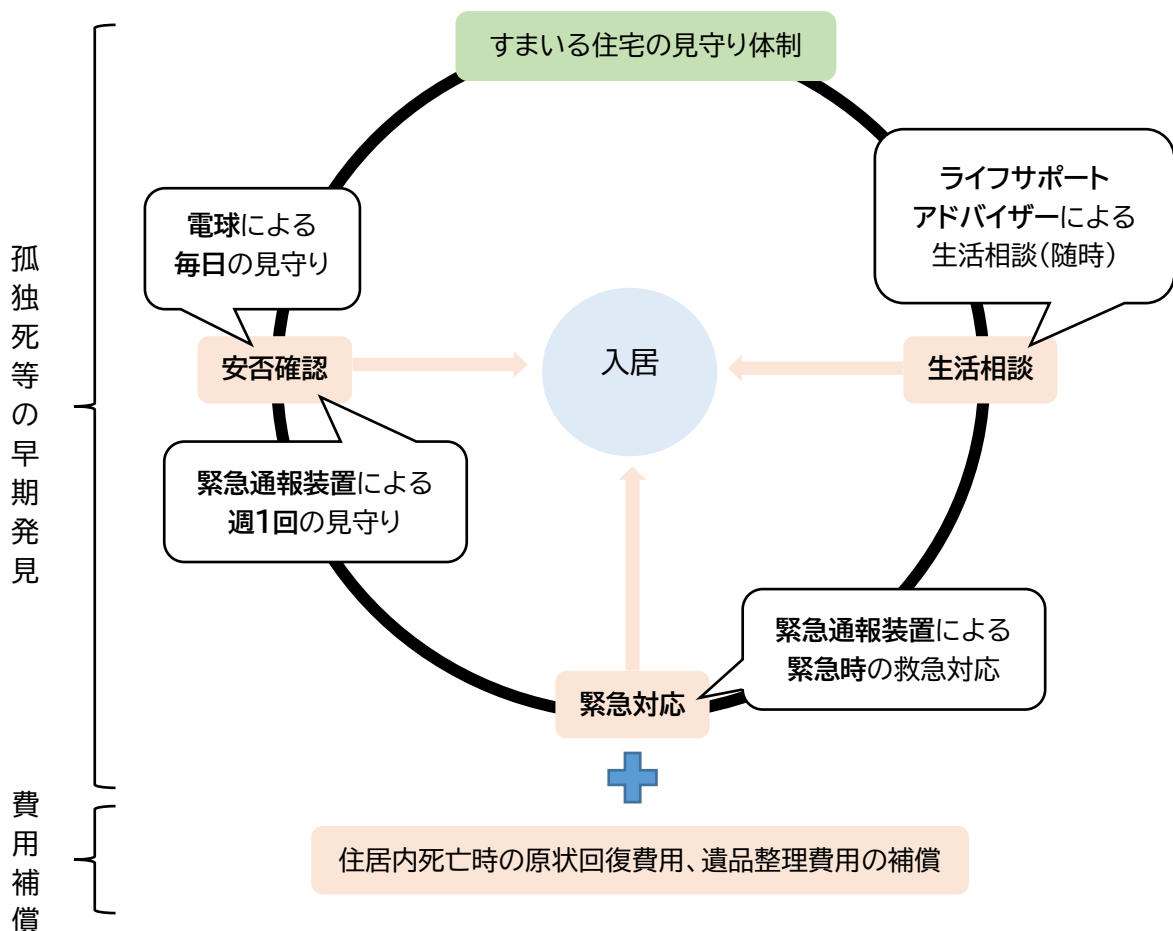 すまいる住宅の見守り体制
ライフサポート
アドバイザーによる
生活相談(随時)
電球による
毎日の見守り
孤独死等の早期発見
安否確認
入居
生活相談
緊急通報装置による
週1回の見守り
緊急通報装置による
緊急時の救急対応
緊急対応
費用補償
住居内死亡時の原状回復費用、遺品整理費用の補償